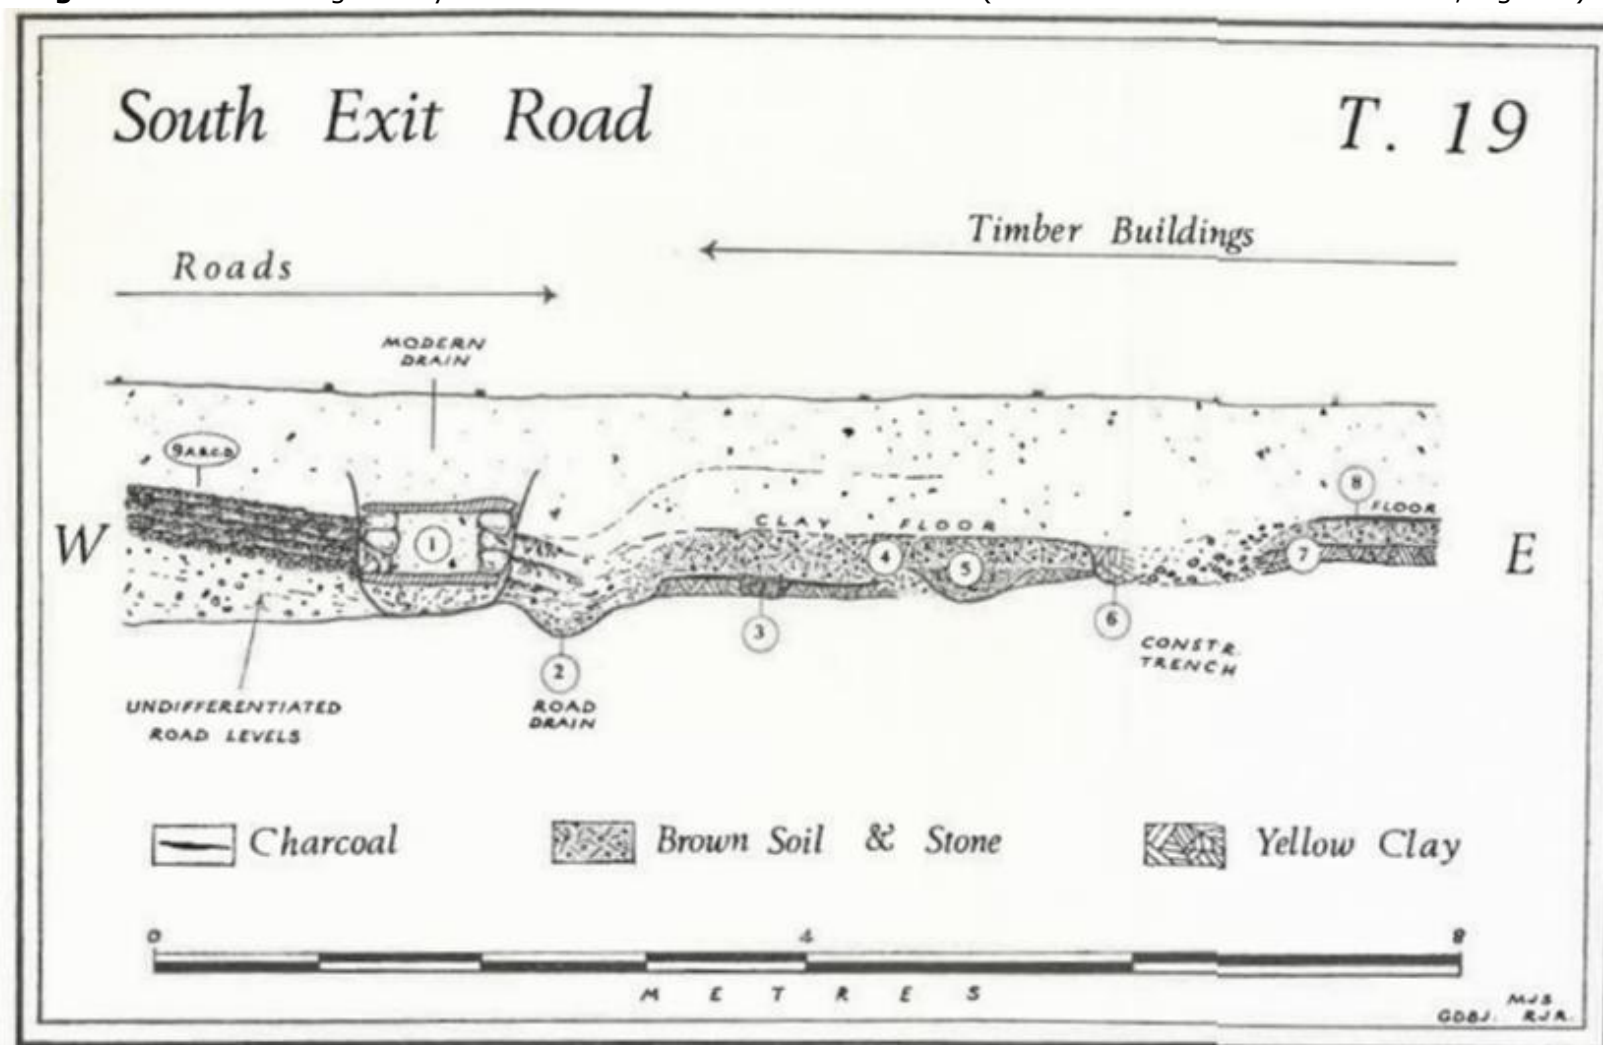 South Exit Road
T. 19
Timber Buildings
Roads
MODERN
DRAIN
9 A.B.C.D.
8
FLOOR
CLAY FLOOR
W
E
1
4
5
7
3
6
2
CONSTR.
TRENCH
ROAD
DRAIN
UNDIFFERENTIATED
ROAD LEVELS
Charcoal
Brown Soil & Stone
Yellow Clay
0 4 8
METRES
MJS
GDBJ. RJR.